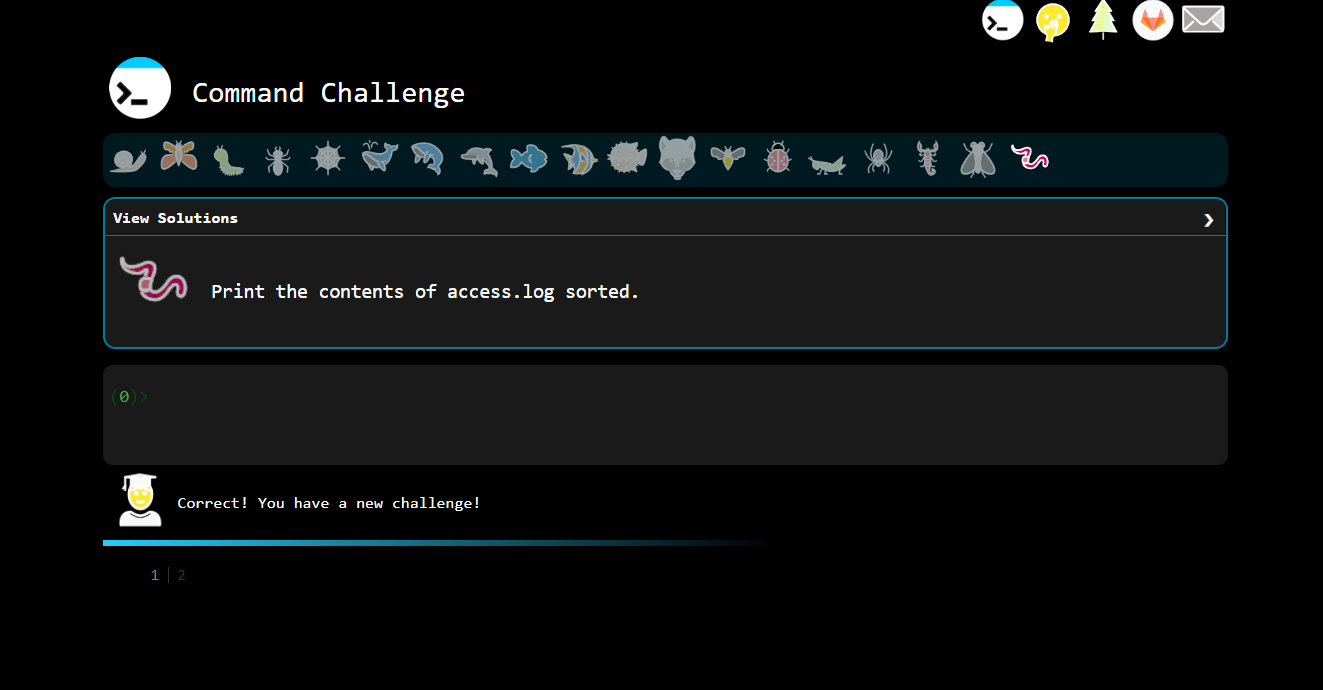 Command Challenge
View Solutions
Print the contents of access.log sorted.
(0)>
Correct! You have a new challenge!
1 | 2